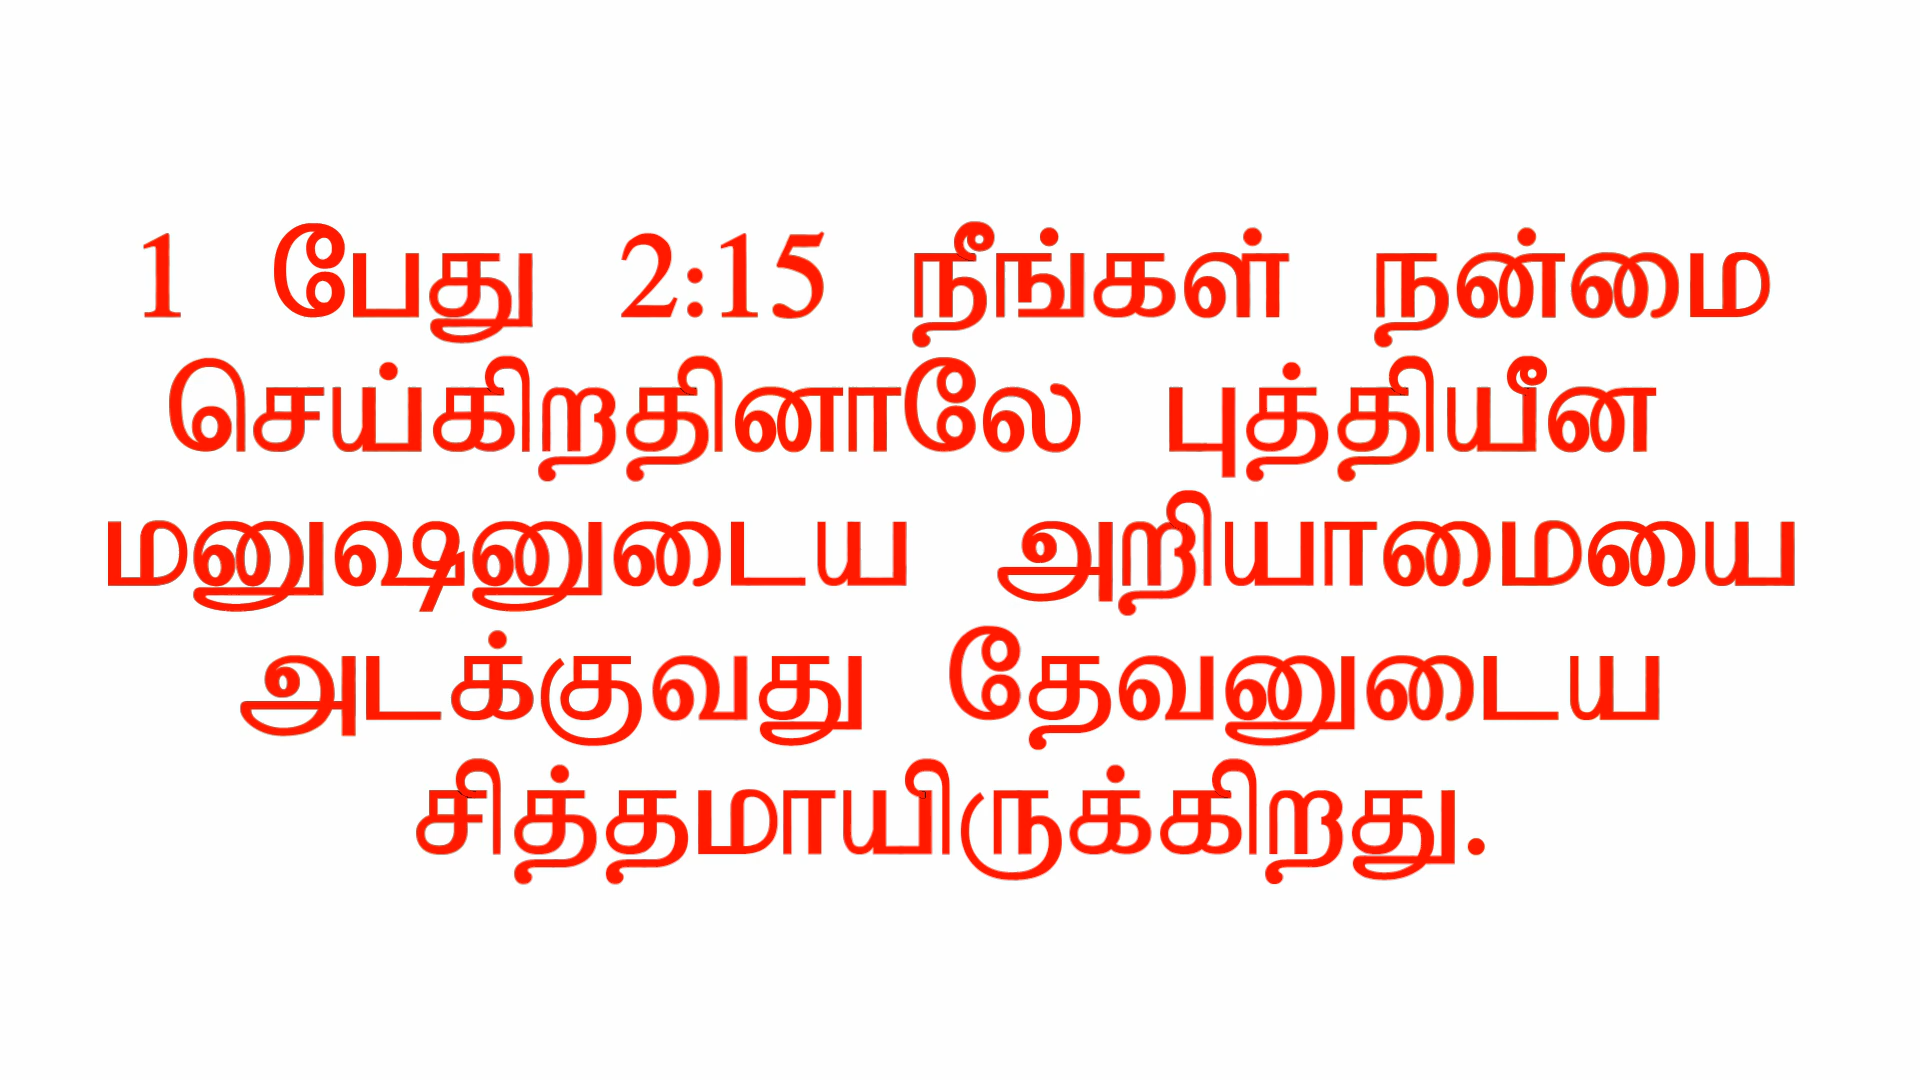 1 பேது 2:15 நீங்கள் நன்மை
செய்கிறதினாலே புத்தியீன
மனுஷனுடைய அறியாமையை
அடக்குவது தேவனுடைய
சித்தமாயிருக்கிறது.